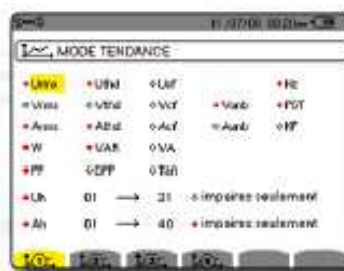 MODE TENDANCE
Urms Uthd Ucf Hz
Vrms Vthd Vcf Vunb PST
Arms Athd Acf Aunb KF
W VAR VA
PF DPF Tan
Uh 01 → 21 impaires seulement
Ah 01 → 40 impaires seulement